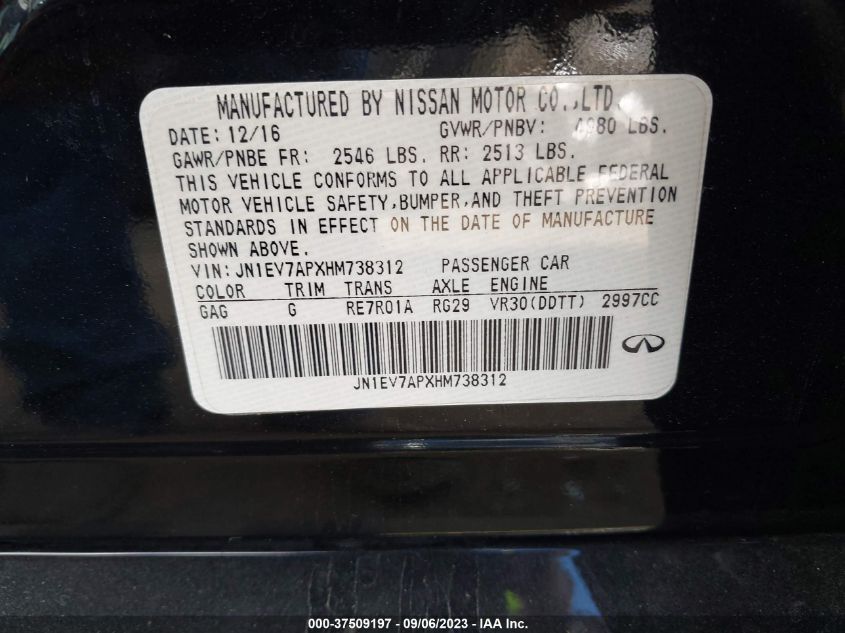 MANUFACTURED BY NISSAN MOTOR CO.,LTD.
DATE: 12/16 GVWR/PNBV: 4980 LBS.
GAWR/PNBE FR: 2546 LBS. RR: 2513 LBS.
THIS VEHICLE CONFORMS TO ALL APPLICABLE FEDERAL
MOTOR VEHICLE SAFETY,BUMPER,AND THEFT PREVENTION
STANDARDS IN EFFECT ON THE DATE OF MANUFACTURE
SHOWN ABOVE.
VIN: JN1EV7APXHM738312 PASSENGER CAR
COLOR TRIM TRANS AXLE ENGINE
GAG G RE7R01A RG29 VR30(DDTT) 2997CC
JN1EV7APXHM738312
000-37509197 - 09/06/2023 - IAA Inc.